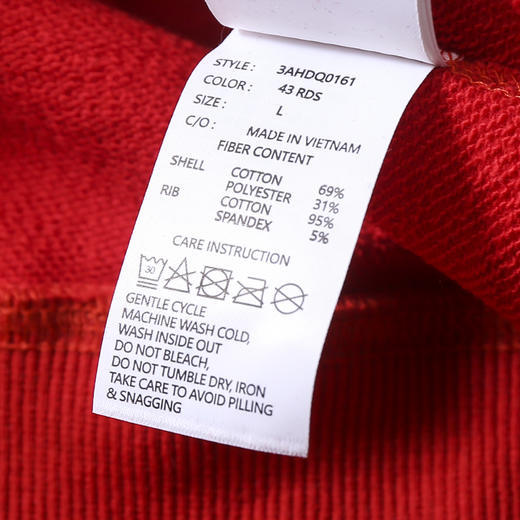 STYLE : 3AHDQ0161
COLOR : 43 RDS
SIZE : L
C/O : MADE IN VIETNAM
FIBER CONTENT
SHELL COTTON 69%
POLYESTER 31%
RIB COTTON 95%
SPANDEX 5%
CARE INSTRUCTION
30
GENTLE CYCLE
MACHINE WASH COLD,
WASH INSIDE OUT
DO NOT BLEACH,
DO NOT TUMBLE DRY, IRON
TAKE CARE TO AVOID PILLING
& SNAGGING